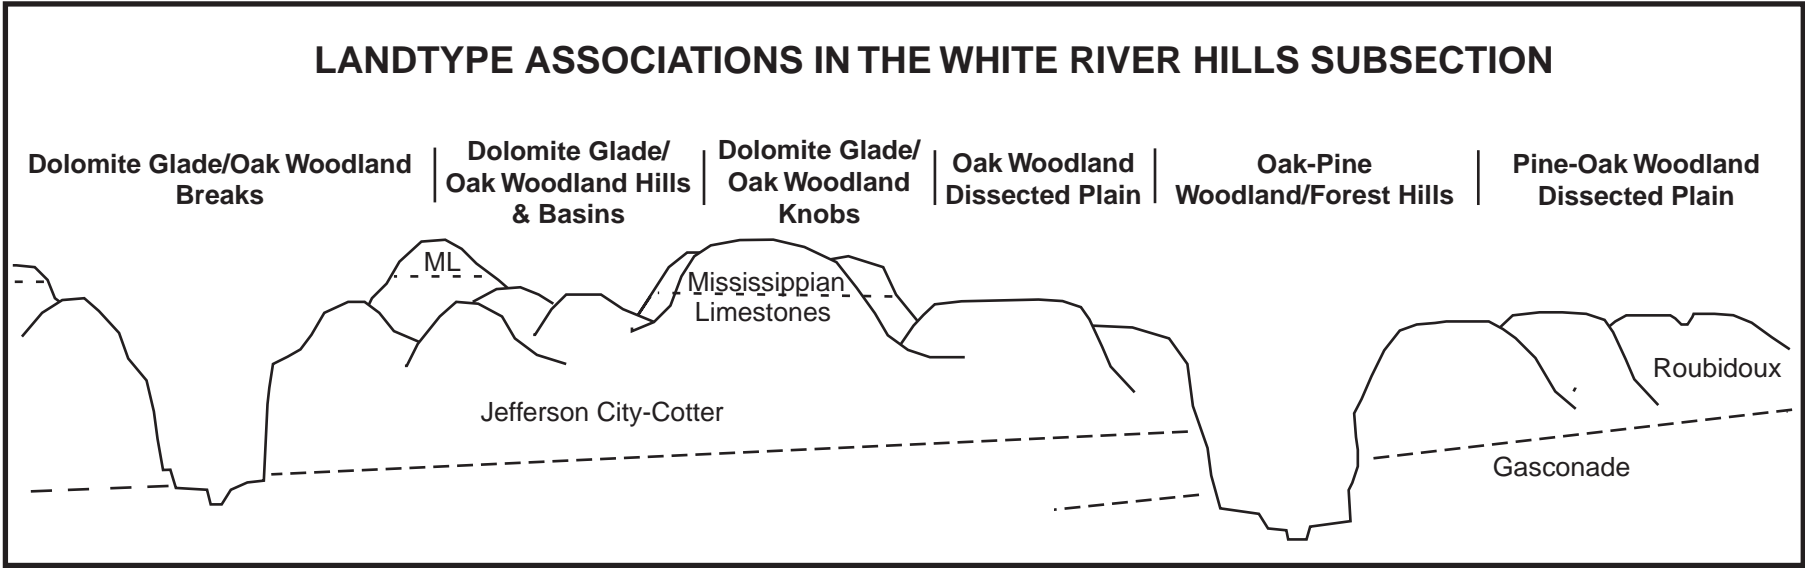 LANDTYPE ASSOCIATIONS IN THE WHITE RIVER HILLS SUBSECTION
Dolomite Glade/Oak Woodland
Breaks
Dolomite Glade/
Oak Woodland Hills
& Basins
Dolomite Glade/
Oak Woodland
Knobs
Oak Woodland
Dissected Plain
Oak-Pine
Woodland/Forest Hills
Pine-Oak Woodland
Dissected Plain
ML
Mississippian
Limestones
Roubidoux
Jefferson City-Cotter
Gasconade